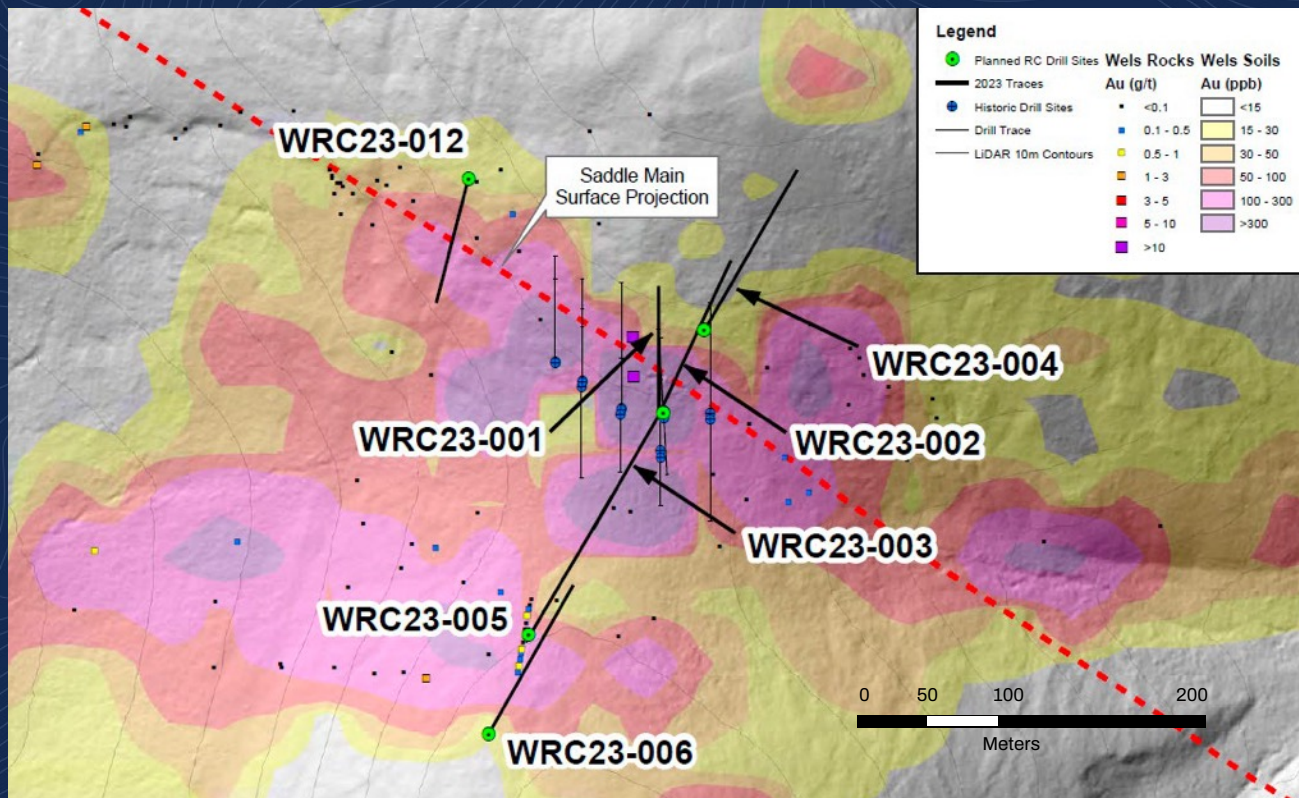 Legend
Planned RC Drill Sites
2023 Traces
Historic Drill Sites
Drill Trace
LiDAR 10m Contours
Wels Rocks
Au (g/t)
<0.1
0.1 - 0.5
0.5 - 1
1 - 3
3 - 5
5 - 10
>10
Wels Soils
Au (ppb)
<15
15 - 30
30 - 50
50 - 100
100 - 300
>300
WRC23-012
Saddle Main
Surface Projection
WRC23-004
WRC23-001
WRC23-002
WRC23-003
WRC23-005
WRC23-006
0 50 100 200
Meters